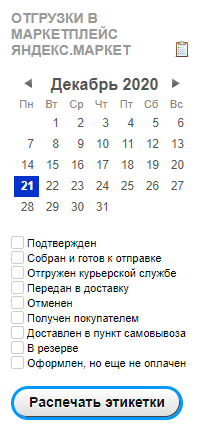 ОТГРУЗКИ В
МАРКЕТПЛЕЙС
ЯНДЕКС.МАРКЕТ
Декабрь 2020
Пн Вт Ср Чт Пт Сб Вс
1 2 3 4 5 6
7 8 9 10 11 12 13
14 15 16 17 18 19 20
21 22 23 24 25 26 27
28 29 30 31
Подтвержден
Собран и готов к отправке
Отгружен курьерской службе
Передан в доставку
Отменен
Получен покупателем
Доставлен в пункт самовывоза
В резерве
Оформлен, но еще не оплачен
Распечать этикетки